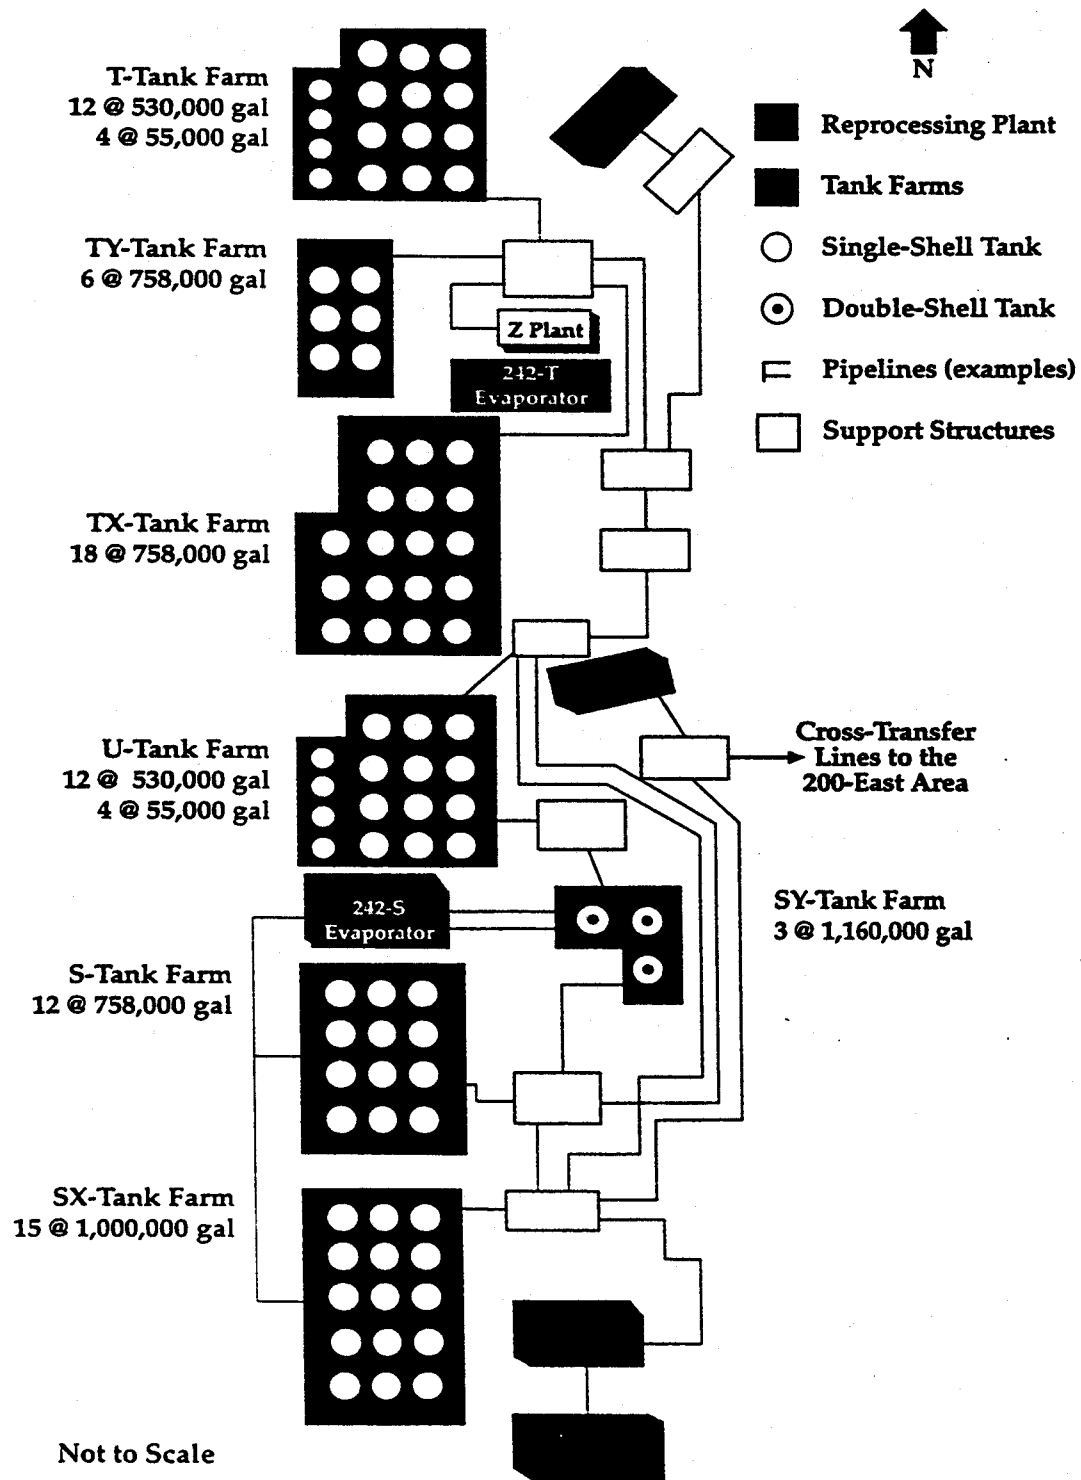 N
T-Tank Farm
12 @ 530,000 gal
4 @ 55,000 gal
Reprocessing Plant
Tank Farms
Single-Shell Tank
Double-Shell Tank
Pipelines (examples)
Support Structures
TY-Tank Farm
6 @ 758,000 gal
Z Plant
242-T
Evaporator
TX-Tank Farm
18 @ 758,000 gal
U-Tank Farm
12 @ 530,000 gal
4 @ 55,000 gal
Cross-Transfer
Lines to the
200-East Area
242-S
Evaporator
SY-Tank Farm
3 @ 1,160,000 gal
S-Tank Farm
12 @ 758,000 gal
SX-Tank Farm
15 @ 1,000,000 gal
Not to Scale